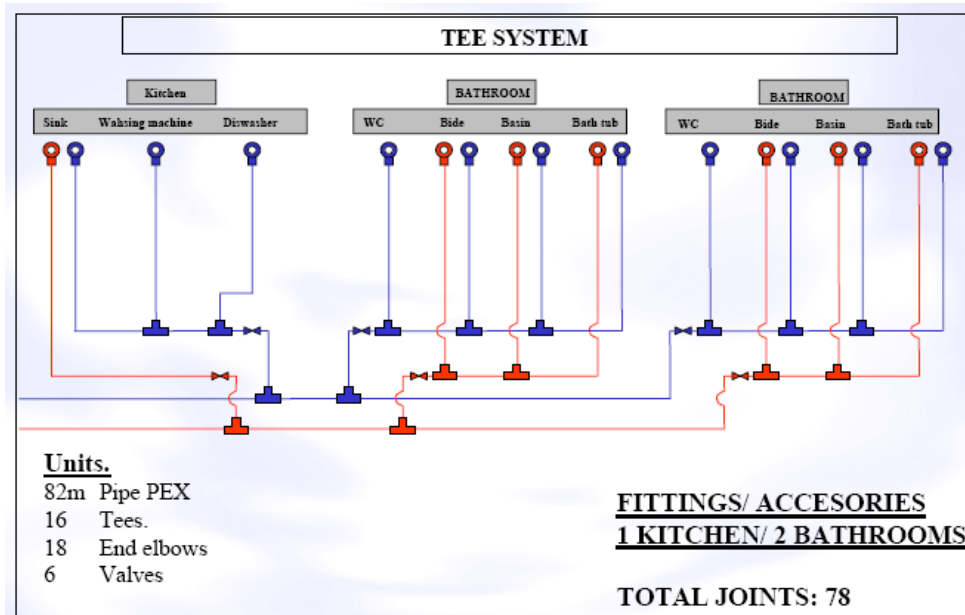 TEE SYSTEM
Kitchen
BATHROOM
BATHROOM
Sink Wahsing machine Diswasher
WC Bide Basin Bath tub
WC Bide Basin Bath tub
Units.
82m Pipe PEX
16 Tees.
18 End elbows
6 Valves
FITTINGS/ ACCESORIES
1 KITCHEN/ 2 BATHROOMS
TOTAL JOINTS: 78